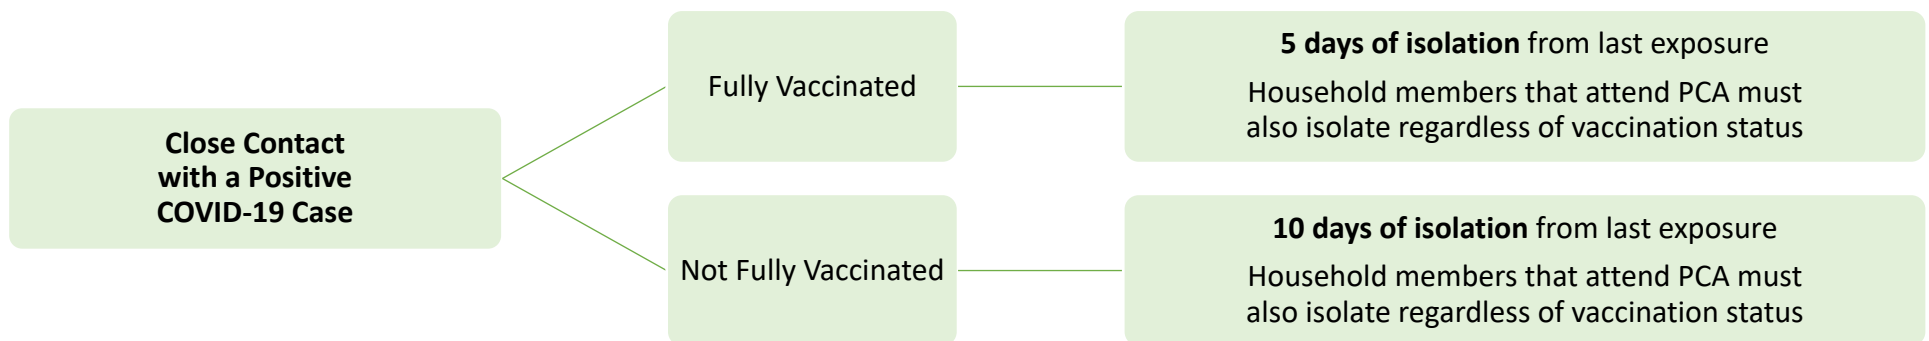 Close Contact
with a Positive
COVID-19 Case
Fully Vaccinated
5 days of isolation from last exposure
Household members that attend PCA must
also isolate regardless of vaccination status
Not Fully Vaccinated
10 days of isolation from last exposure
Household members that attend PCA must
also isolate regardless of vaccination status